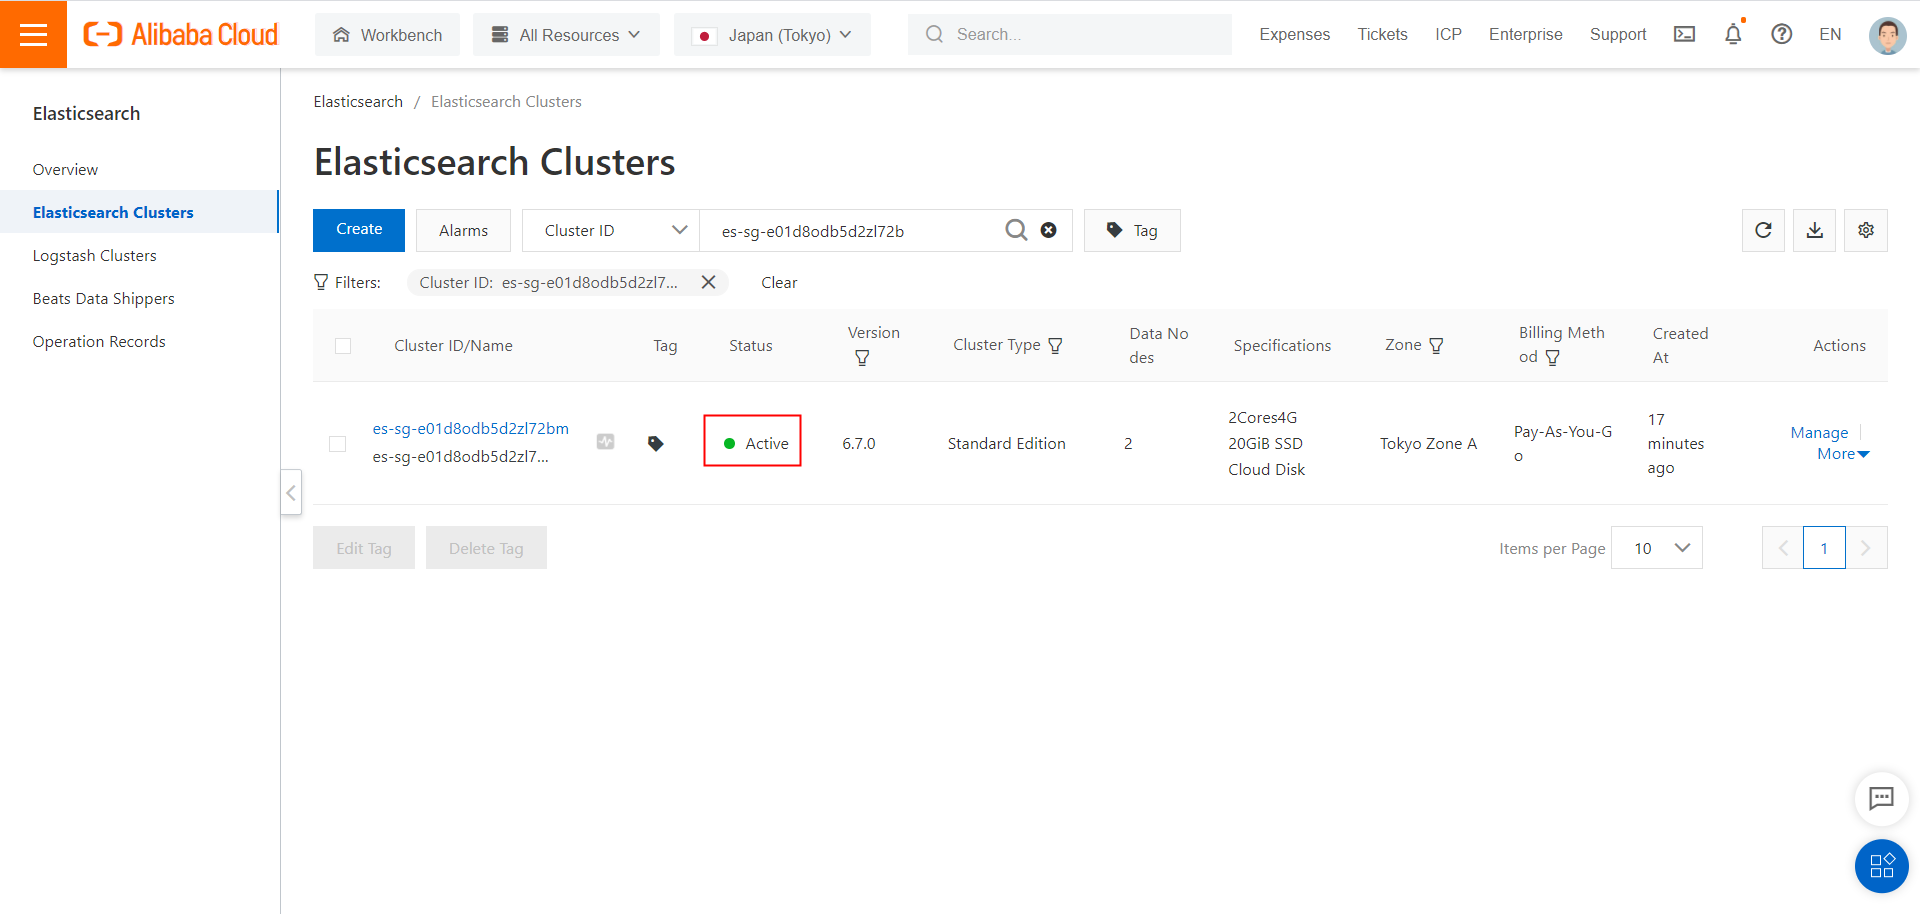 Alibaba Cloud
Workbench
All Resources
Japan (Tokyo)
Search...
Expenses
Tickets
ICP
Enterprise
Support
EN
Elasticsearch
Overview
Elasticsearch Clusters
Logstash Clusters
Beats Data Shippers
Operation Records
Elasticsearch / Elasticsearch Clusters
Elasticsearch Clusters
Create
Alarms
Cluster ID
es-sg-e01d8odb5d2zl72b
Tag
Filters:
Cluster ID: es-sg-e01d8odb5d2zl7...
Clear
Cluster ID/Name
Tag
Status
Version
Cluster Type
Data No
des
Specifications
Zone
Billing Meth
od
Created
At
Actions
es-sg-e01d8odb5d2zl72bm
es-sg-e01d8odb5d2zl7...
Active
6.7.0
Standard Edition
2
2Cores4G
20GiB SSD
Cloud Disk
Tokyo Zone A
Pay-As-You-G
o
17
minutes
ago
Manage
More
Edit Tag
Delete Tag
Items per Page
10
1